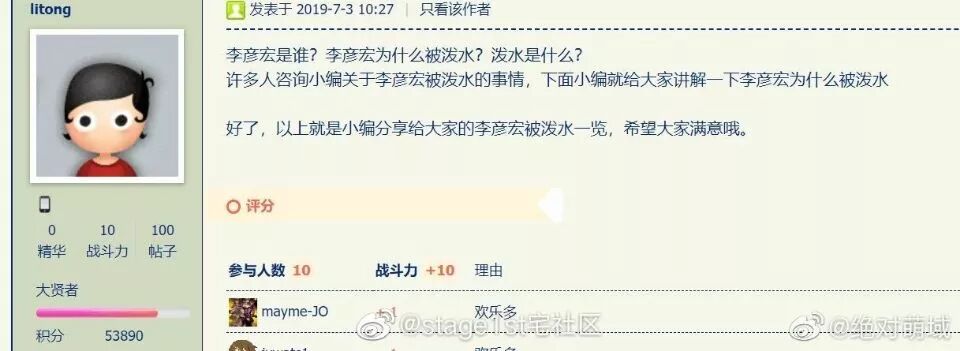 litong
发表于 2019-7-3 10:27 | 只看该作者
李彦宏是谁？李彦宏为什么被泼水？泼水是什么？
许多人咨询小编关于李彦宏被泼水的事情，下面小编就给大家讲解一下李彦宏为什么被泼水
好了，以上就是小编分享给大家的李彦宏被泼水一览，希望大家满意哦。
0 10 100
精华 战斗力 帖子
大贤者
积分 53890
评分
参与人数 10 战斗力 +10 理由
mayme-JO +1 欢乐多
@stage1st宅社区
@绝对萌域